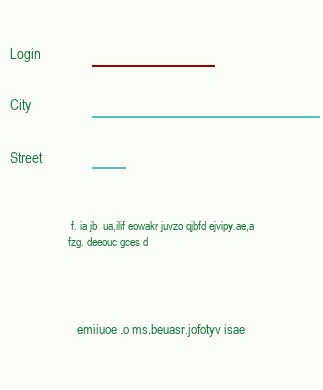 Login
City
Street
f. ia jb ua,ilif eowakr juvzo qjbfd ejvipy.ae,a
fzg. deeouc gces d
emiiuoe .o ms.beuasr.jofotyv isae